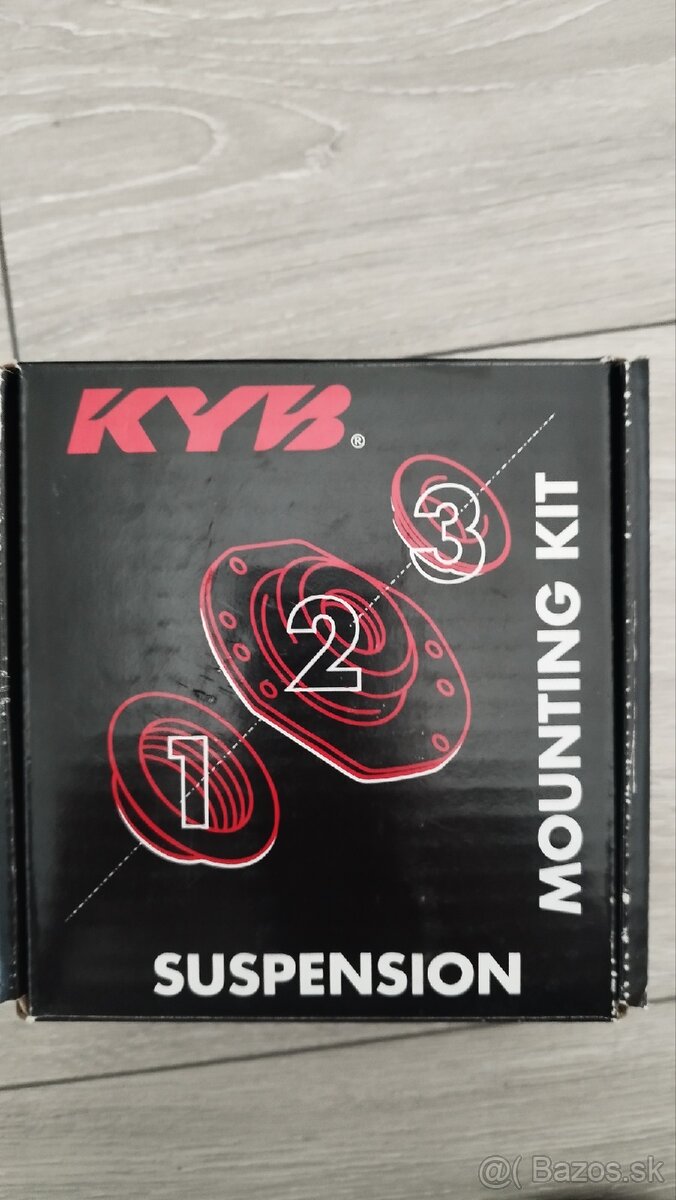 KYB®
3
2
1
MOUNTING KIT
SUSPENSION
@( Bazos.sk